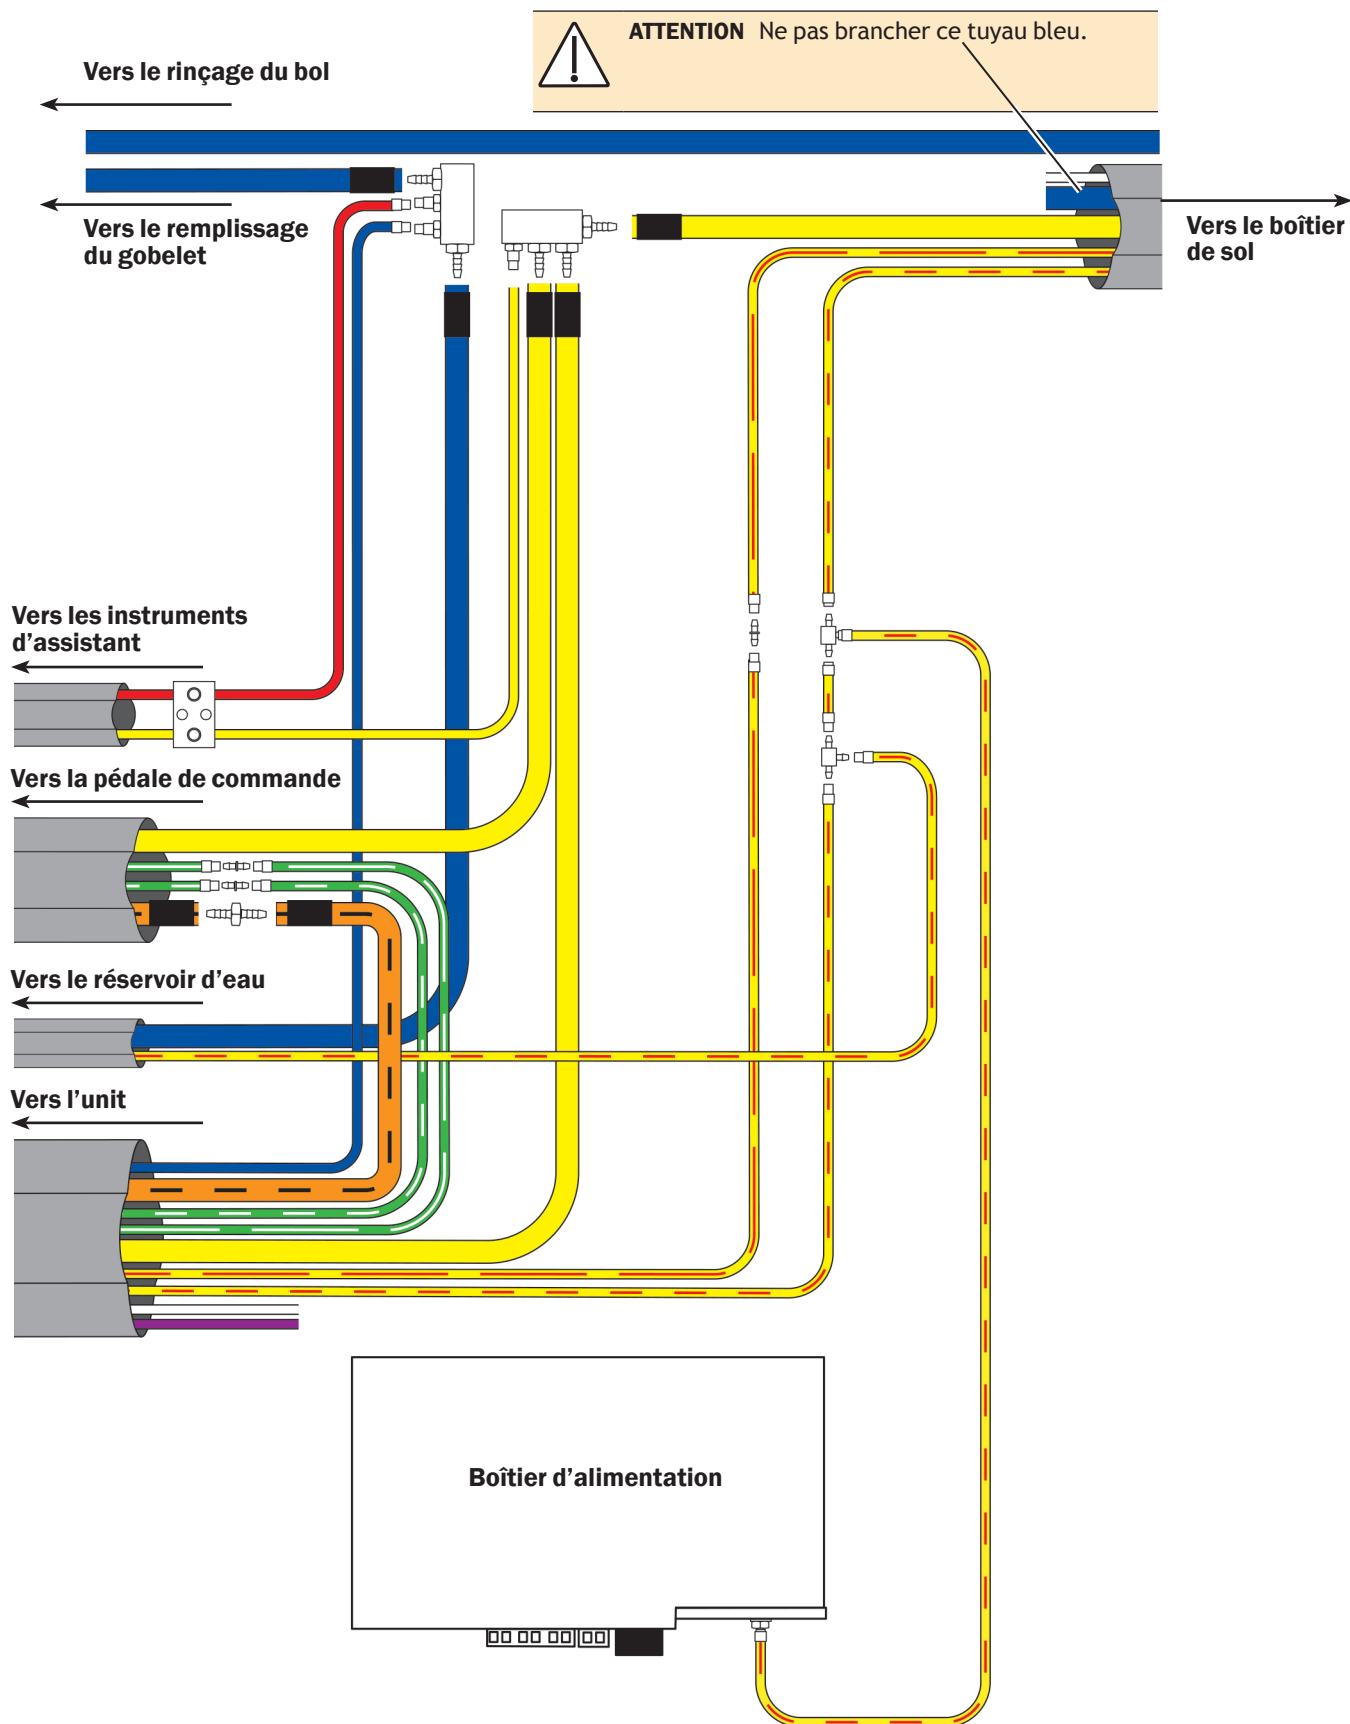 ATTENTION Ne pas brancher ce tuyau bleu.
Vers le rinçage du bol
Vers le remplissage
du gobelet
Vers le boîtier
de sol
Vers les instruments
d’assistant
Vers la pédale de commande
Vers le réservoir d’eau
Vers l’unit
Boîtier d’alimentation